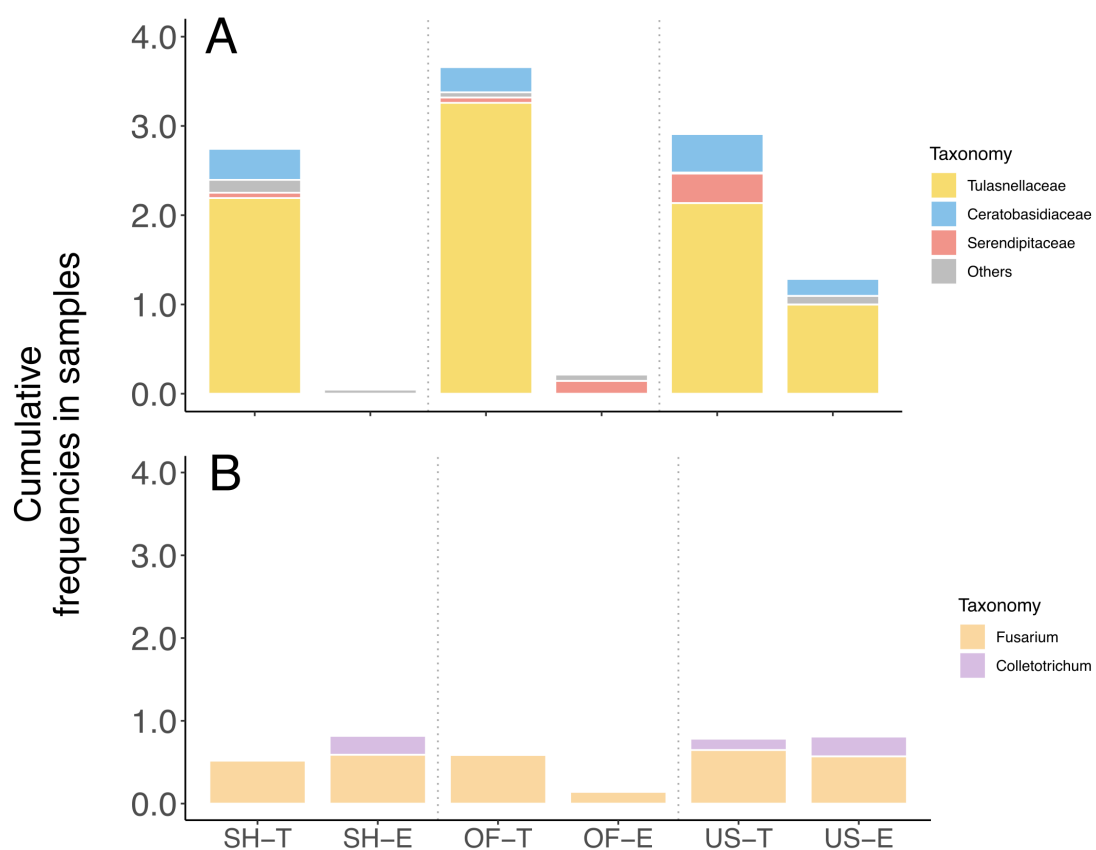 A
4.0
3.0
2.0
1.0
0.0
Taxonomy
Tulasnellaceae
Ceratobasidiaceae
Serendipitaceae
Others
Cumulative
frequencies in samples
B
4.0
3.0
2.0
1.0
0.0
SH–T SH–E OF–T OF–E US–T US–E
Taxonomy
Fusarium
Colletotrichum